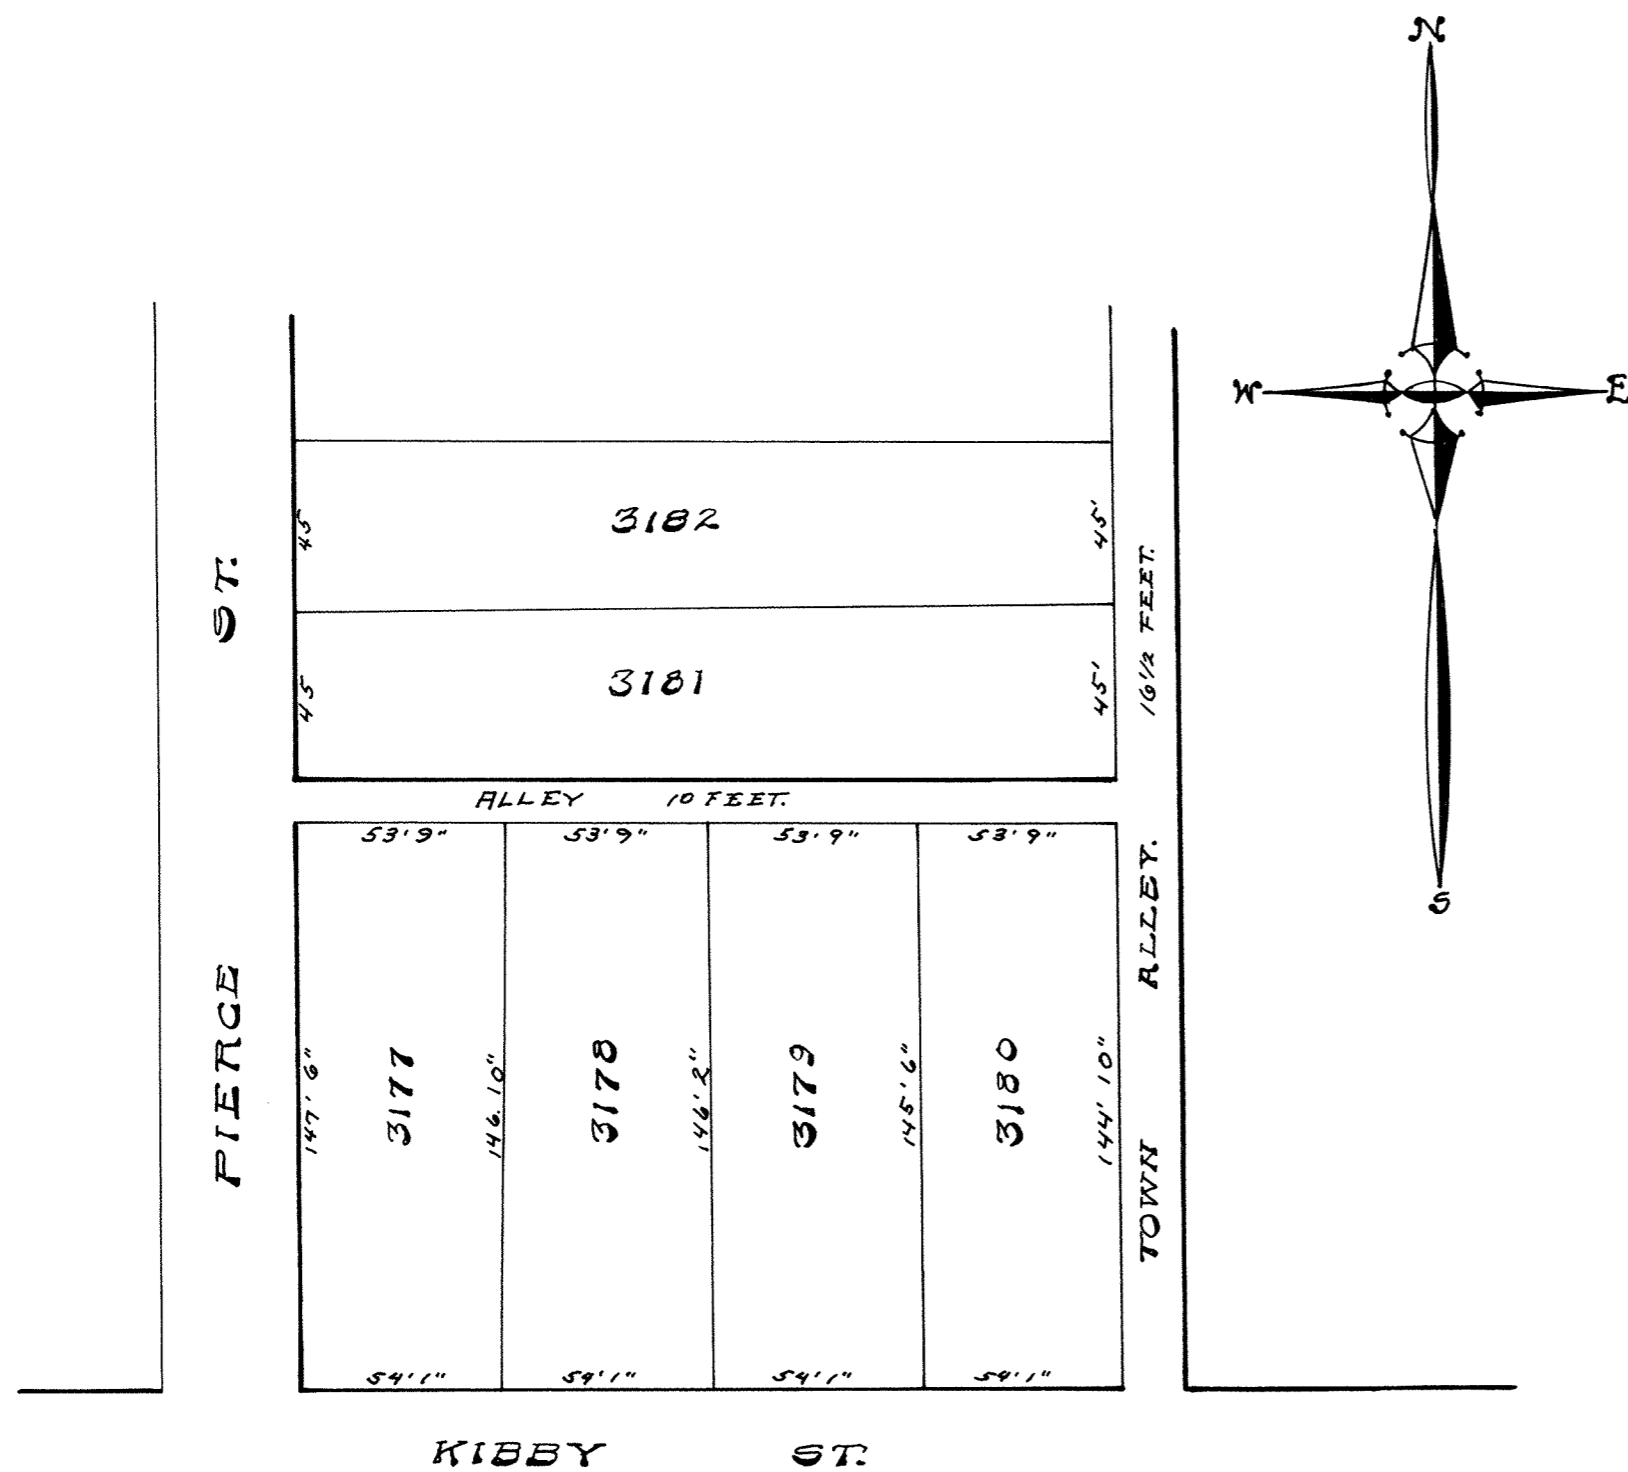 N
W
E
S
3182
45
45'
3181
45
45'
ST.
PIERCE
16 1/2 FEET.
ALLEY 10 FEET.
53'9" 53'9" 53'9" 53'9"
147' 6"
3177
146. 10"
3178
146' 2"
3179
145' 6"
3180
144' 10"
TOWN ALLEY.
54'1" 54'1" 54'1" 54'1"
KIBBY ST.